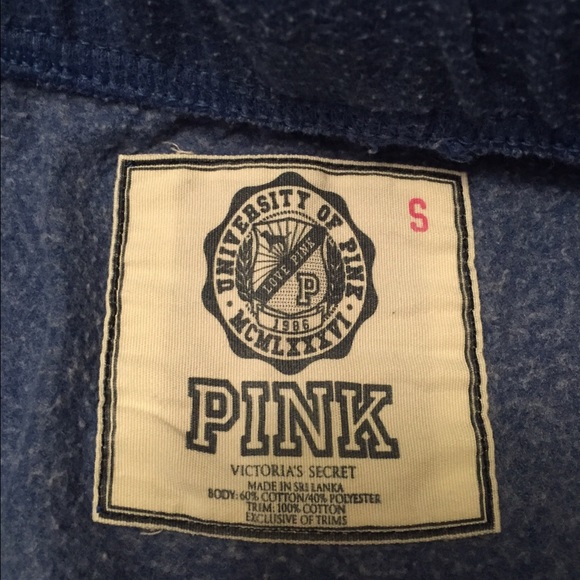 UNIVERSITY OF PINK
S
LOVE PINK
P
1986
MCMLXXXVI
PINK
VICTORIA'S SECRET
MADE IN SRI LANKA
BODY: 60% COTTON/40% POLYESTER
TRIM: 100% COTTON
EXCLUSIVE OF TRIMS